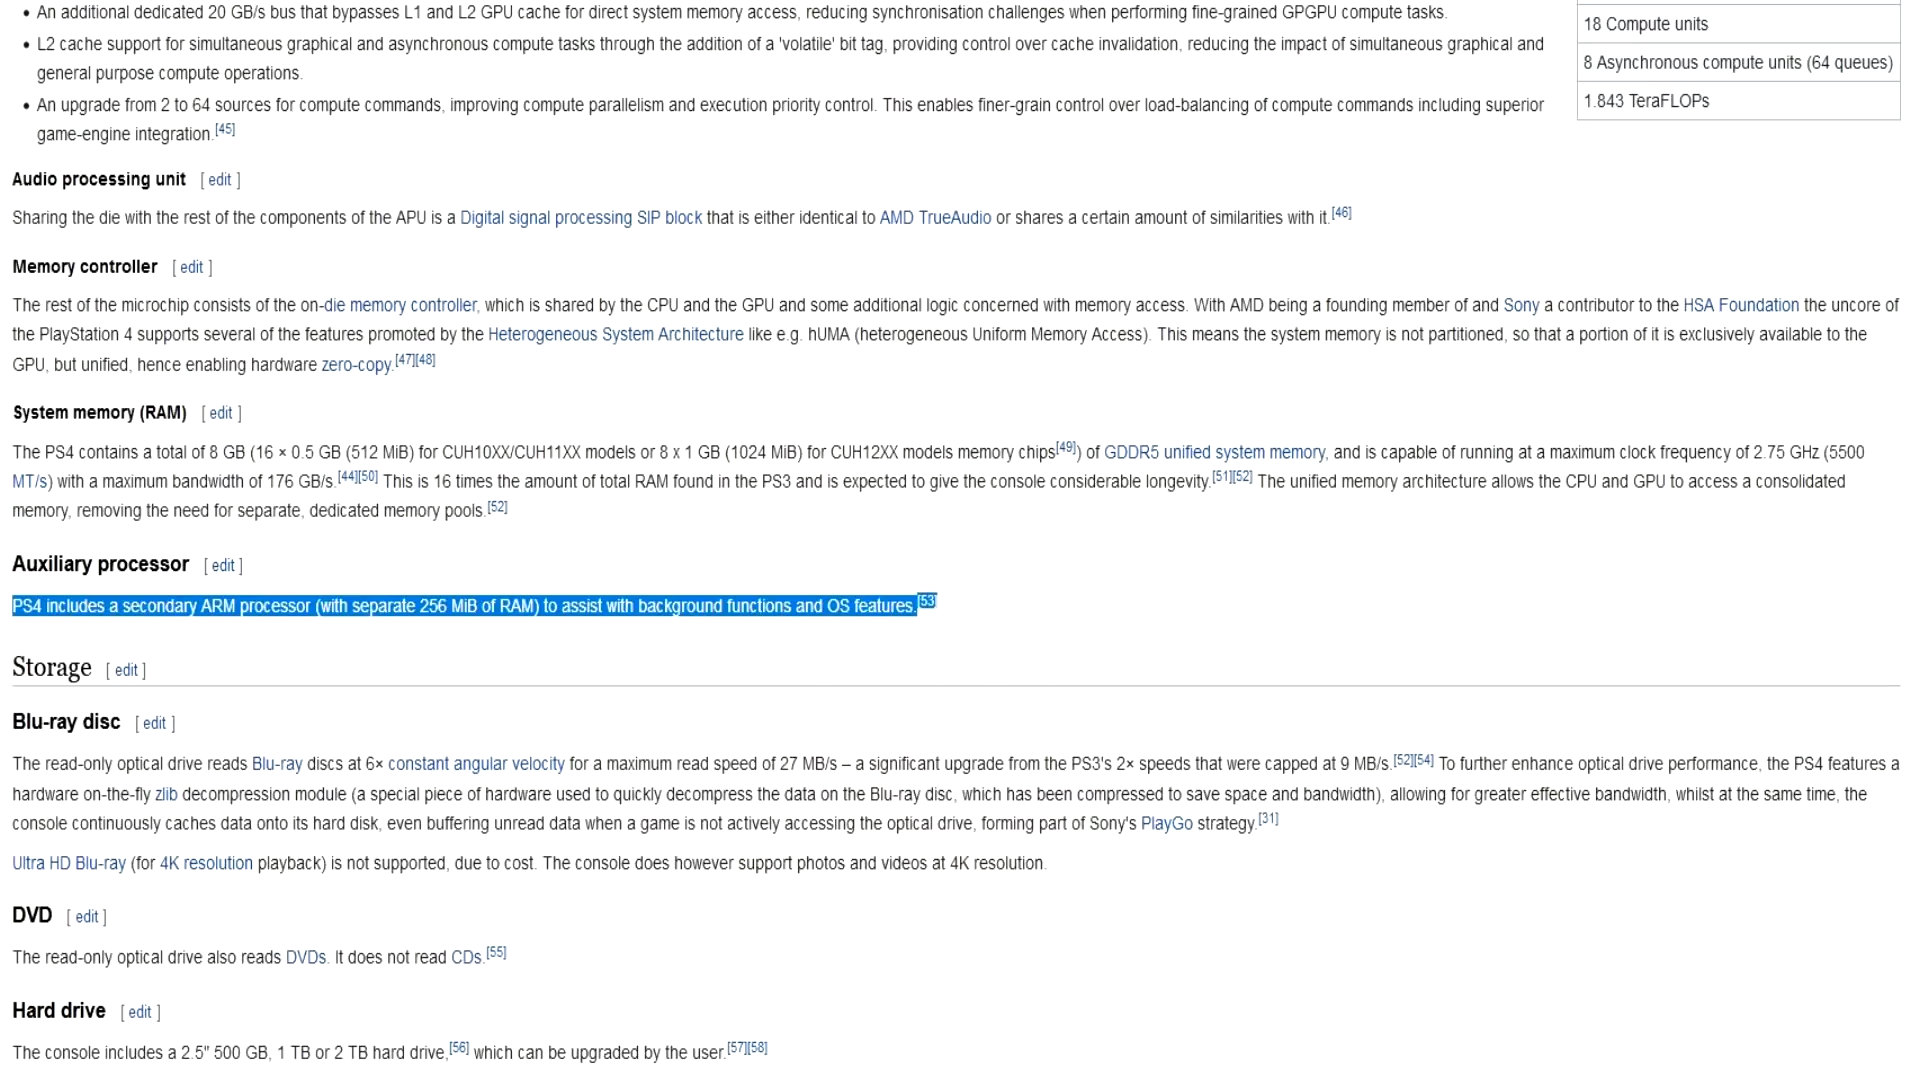 • An additional dedicated 20 GB/s bus that bypasses L1 and L2 GPU cache for direct system memory access, reducing synchronisation challenges when performing fine-grained GPGPU compute tasks.
• L2 cache support for simultaneous graphical and asynchronous compute tasks through the addition of a 'volatile' bit tag, providing control over cache invalidation, reducing the impact of simultaneous graphical and
general purpose compute operations.
• An upgrade from 2 to 64 sources for compute commands, improving compute parallelism and execution priority control. This enables finer-grain control over load-balancing of compute commands including superior
game-engine integration.[45]
18 Compute units
8 Asynchronous compute units (64 queues)
1.843 TeraFLOPs
Audio processing unit [ edit ]
Sharing the die with the rest of the components of the APU is a Digital signal processing SIP block that is either identical to AMD TrueAudio or shares a certain amount of similarities with it.[46]
Memory controller [ edit ]
The rest of the microchip consists of the on-die memory controller, which is shared by the CPU and the GPU and some additional logic concerned with memory access. With AMD being a founding member of and Sony a contributor to the HSA Foundation the uncore of
the PlayStation 4 supports several of the features promoted by the Heterogeneous System Architecture like e.g. hUMA (heterogeneous Uniform Memory Access). This means the system memory is not partitioned, so that a portion of it is exclusively available to the
GPU, but unified, hence enabling hardware zero-copy.[47][48]
System memory (RAM) [ edit ]
The PS4 contains a total of 8 GB (16 × 0.5 GB (512 MiB) for CUH10XX/CUH11XX models or 8 x 1 GB (1024 MiB) for CUH12XX models memory chips[49]) of GDDR5 unified system memory, and is capable of running at a maximum clock frequency of 2.75 GHz (5500
MT/s) with a maximum bandwidth of 176 GB/s.[44][50] This is 16 times the amount of total RAM found in the PS3 and is expected to give the console considerable longevity.[51][52] The unified memory architecture allows the CPU and GPU to access a consolidated
memory, removing the need for separate, dedicated memory pools.[52]
Auxiliary processor [ edit ]
PS4 includes a secondary ARM processor (with separate 256 MiB of RAM) to assist with background functions and OS features.[53]
Storage [ edit ]
Blu-ray disc [ edit ]
The read-only optical drive reads Blu-ray discs at 6× constant angular velocity for a maximum read speed of 27 MB/s – a significant upgrade from the PS3's 2× speeds that were capped at 9 MB/s.[52][54] To further enhance optical drive performance, the PS4 features a
hardware on-the-fly zlib decompression module (a special piece of hardware used to quickly decompress the data on the Blu-ray disc, which has been compressed to save space and bandwidth), allowing for greater effective bandwidth, whilst at the same time, the
console continuously caches data onto its hard disk, even buffering unread data when a game is not actively accessing the optical drive, forming part of Sony's PlayGo strategy.[31]
Ultra HD Blu-ray (for 4K resolution playback) is not supported, due to cost. The console does however support photos and videos at 4K resolution.
DVD [ edit ]
The read-only optical drive also reads DVDs. It does not read CDs.[55]
Hard drive [ edit ]
The console includes a 2.5" 500 GB, 1 TB or 2 TB hard drive,[56] which can be upgraded by the user.[57][58]